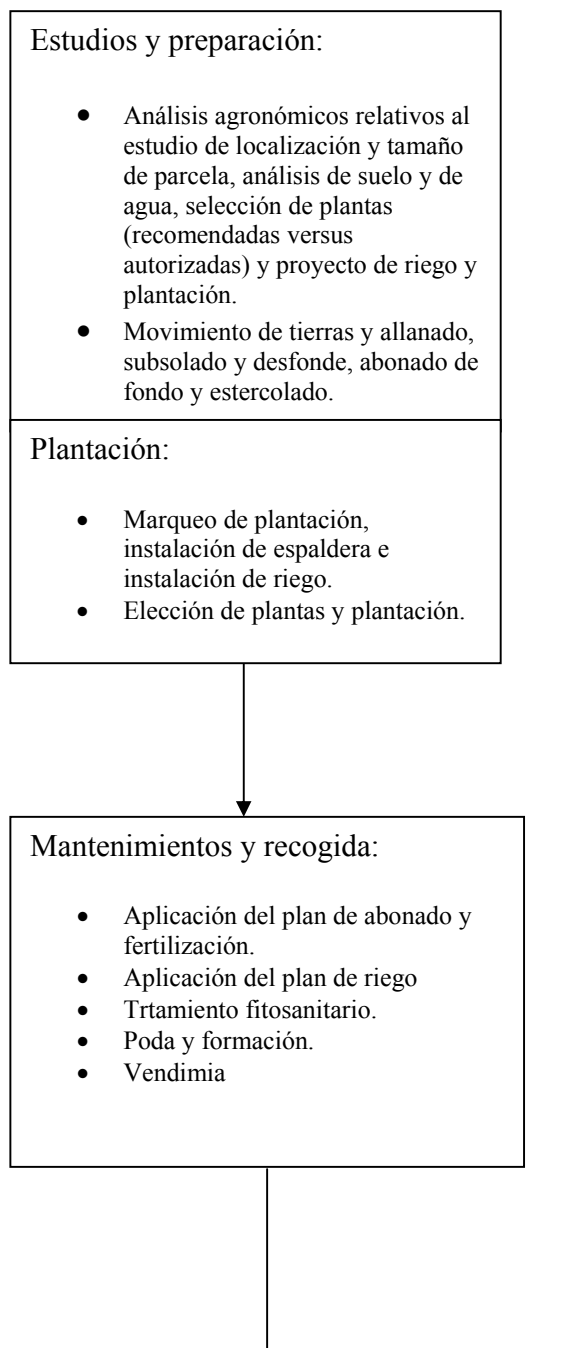 Estudios y preparación:
• Análisis agronómicos relativos al
estudio de localización y tamaño
de parcela, análisis de suelo y de
agua, selección de plantas
(recomendadas versus
autorizadas) y proyecto de riego y
plantación.
• Movimiento de tierras y allanado,
subsolado y desfonde, abonado de
fondo y estercolado.
Plantación:
• Marqueo de plantación,
instalación de espaldera e
instalación de riego.
• Elección de plantas y plantación.
Mantenimientos y recogida:
• Aplicación del plan de abonado y
fertilización.
• Aplicación del plan de riego
• Trtamiento fitosanitario.
• Poda y formación.
• Vendimia